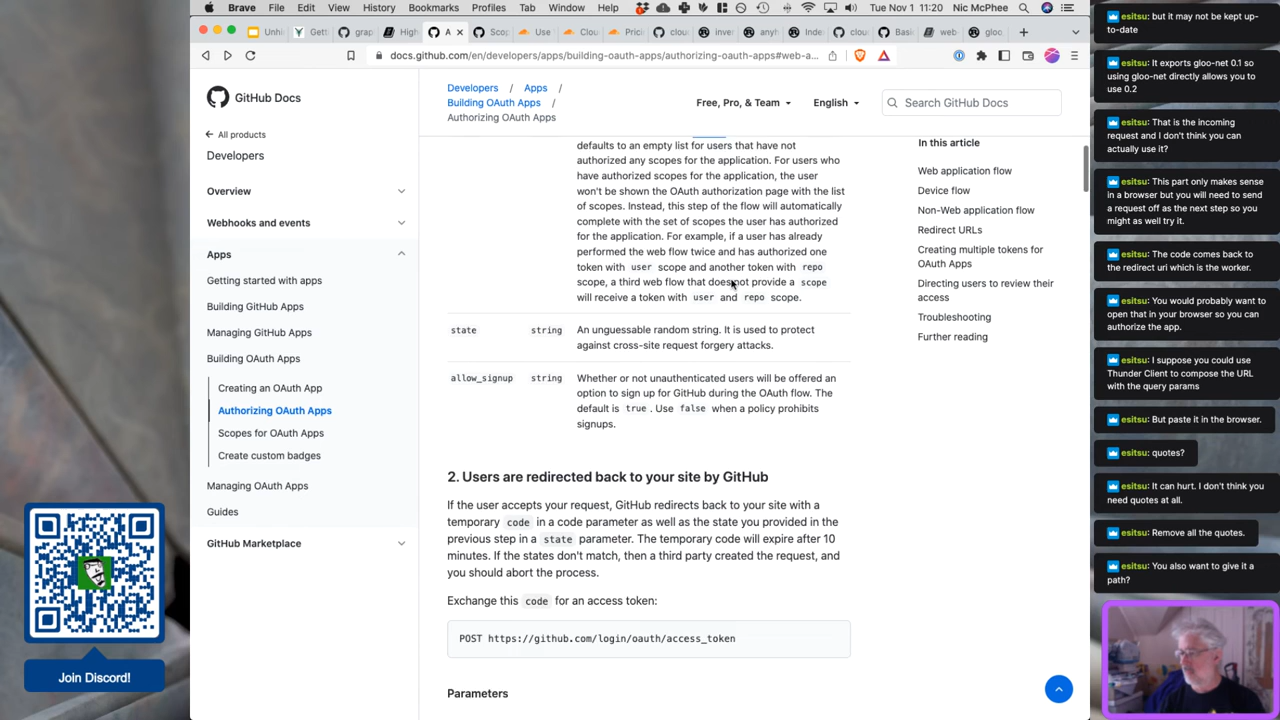 Brave File Edit View History Bookmarks Profiles Tab Window Help Tue Nov 1 11:20 Nic McPhee
Unhi Gett grap High A Scop Use Clou Prici clou inve anyh Inde clou Basi web gloo
docs.github.com/en/developers/apps/building-oauth-apps/authorizing-oauth-apps#web-a...
GitHub Docs
All products
Developers
Overview
Webhooks and events
Apps
Getting started with apps
Building GitHub Apps
Managing GitHub Apps
Building OAuth Apps
Creating an OAuth App
Authorizing OAuth Apps
Scopes for OAuth Apps
Create custom badges
Managing OAuth Apps
Guides
GitHub Marketplace
Developers / Apps /
Building OAuth Apps /
Authorizing OAuth Apps
Free, Pro, & Team English Search GitHub Docs
defaults to an empty list for users that have not
authorized any scopes for the application. For users who
have authorized scopes for the application, the user
won't be shown the OAuth authorization page with the list
of scopes. Instead, this step of the flow will automatically
complete with the set of scopes the user has authorized
for the application. For example, if a user has already
performed the web flow twice and has authorized one
token with user scope and another token with repo
scope, a third web flow that does not provide a scope
will receive a token with user and repo scope.
state string An unguessable random string. It is used to protect
against cross-site request forgery attacks.
allow_signup string Whether or not unauthenticated users will be offered an
option to sign up for GitHub during the OAuth flow. The
default is true . Use false when a policy prohibits
signups.
2. Users are redirected back to your site by GitHub
If the user accepts your request, GitHub redirects back to your site with a
temporary code in a code parameter as well as the state you provided in the
previous step in a state parameter. The temporary code will expire after 10
minutes. If the states don't match, then a third party created the request, and
you should abort the process.
Exchange this code for an access token:
POST https://github.com/login/oauth/access_token
Parameters
In this article
Web application flow
Device flow
Non-Web application flow
Redirect URLs
Creating multiple tokens for
OAuth Apps
Directing users to review their
access
Troubleshooting
Further reading
esitsu: but it may not be kept up-
to-date
esitsu: It exports gloo-net 0.1 so
using gloo-net directly allows you to
use 0.2
esitsu: That is the incoming
request and I don't think you can
actually use it?
esitsu: This part only makes sense
in a browser but you will need to send
a request off as the next step so you
might as well try it.
esitsu: The code comes back to
the redirect uri which is the worker.
esitsu: You would probably want to
open that in your browser so you can
authorize the app.
esitsu: I suppose you could use
Thunder Client to compose the URL
with the query params
esitsu: But paste it in the browser.
esitsu: quotes?
esitsu: It can hurt. I don't think you
need quotes at all.
esitsu: Remove all the quotes.
esitsu: You also want to give it a
path?
Join Discord!